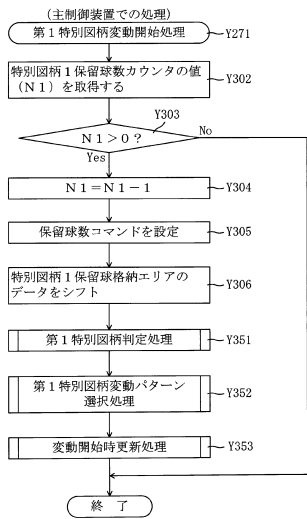 (主制御装置での処理)
第１特別図柄変動開始処理
Y271
特別図柄１保留球数カウンタの値
(N1)を取得する
Y302
Y303
N1>0?
No
Yes
N1=N1-1
Y304
保留球数コマンドを設定
Y305
特別図柄１保留球格納エリアの
データをシフト
Y306
第１特別図柄判定処理
Y351
第１特別図柄変動パターン
選択処理
Y352
変動開始時更新処理
Y353
終 了